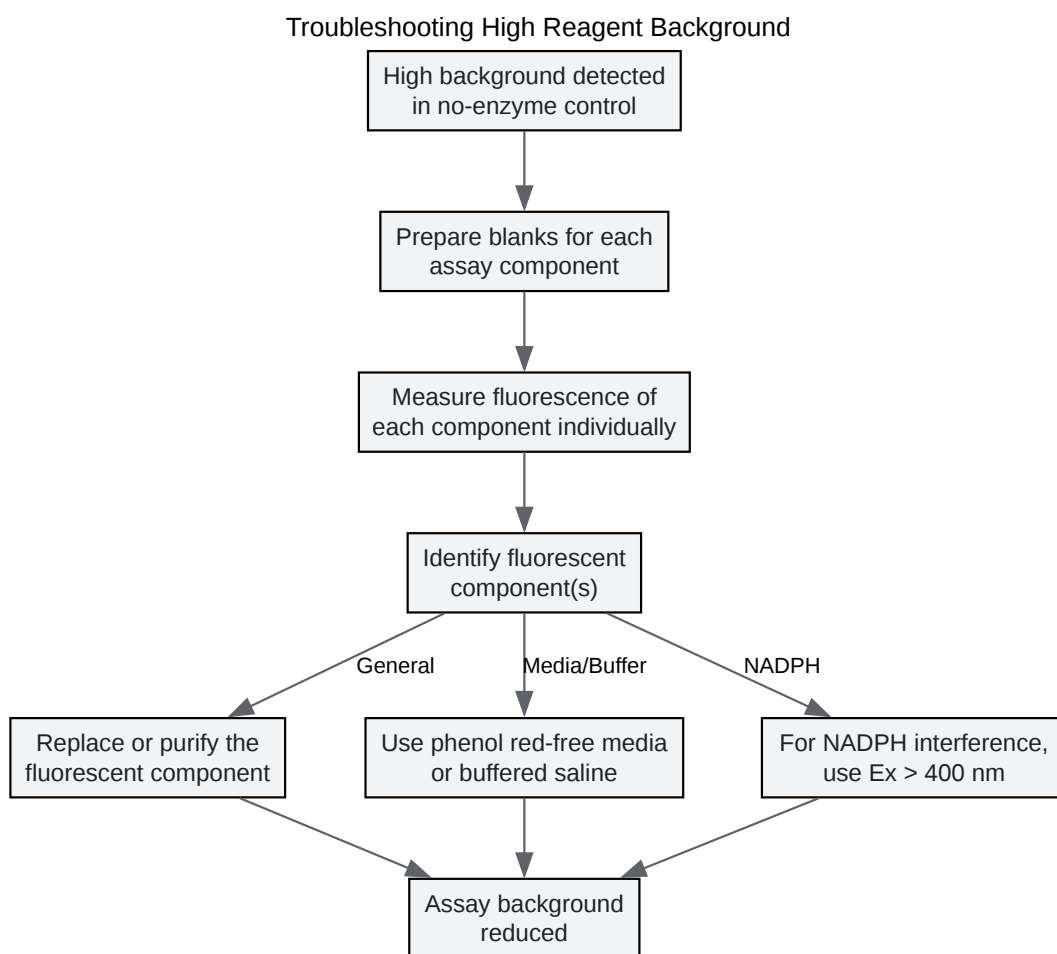 Troubleshooting High Reagent Background
High background detected
in no-enzyme control
Prepare blanks for each
assay component
Measure fluorescence of
each component individually
Identify fluorescent
component(s)
General
Media/Buffer
NADPH
Replace or purify the
fluorescent component
Use phenol red-free media
or buffered saline
For NADPH interference,
use Ex > 400 nm
Assay background
reduced